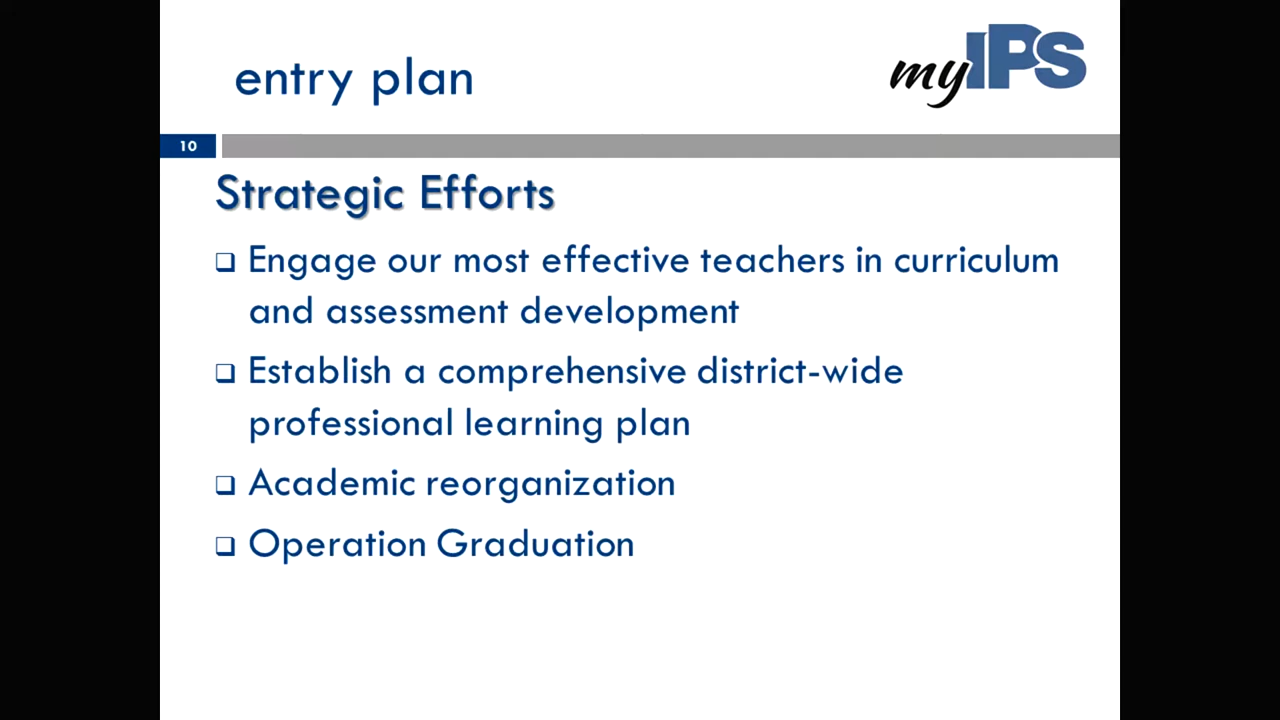 entry plan
myIPS
10
Strategic Efforts
Engage our most effective teachers in curriculum
and assessment development
Establish a comprehensive district-wide
professional learning plan
Academic reorganization
Operation Graduation